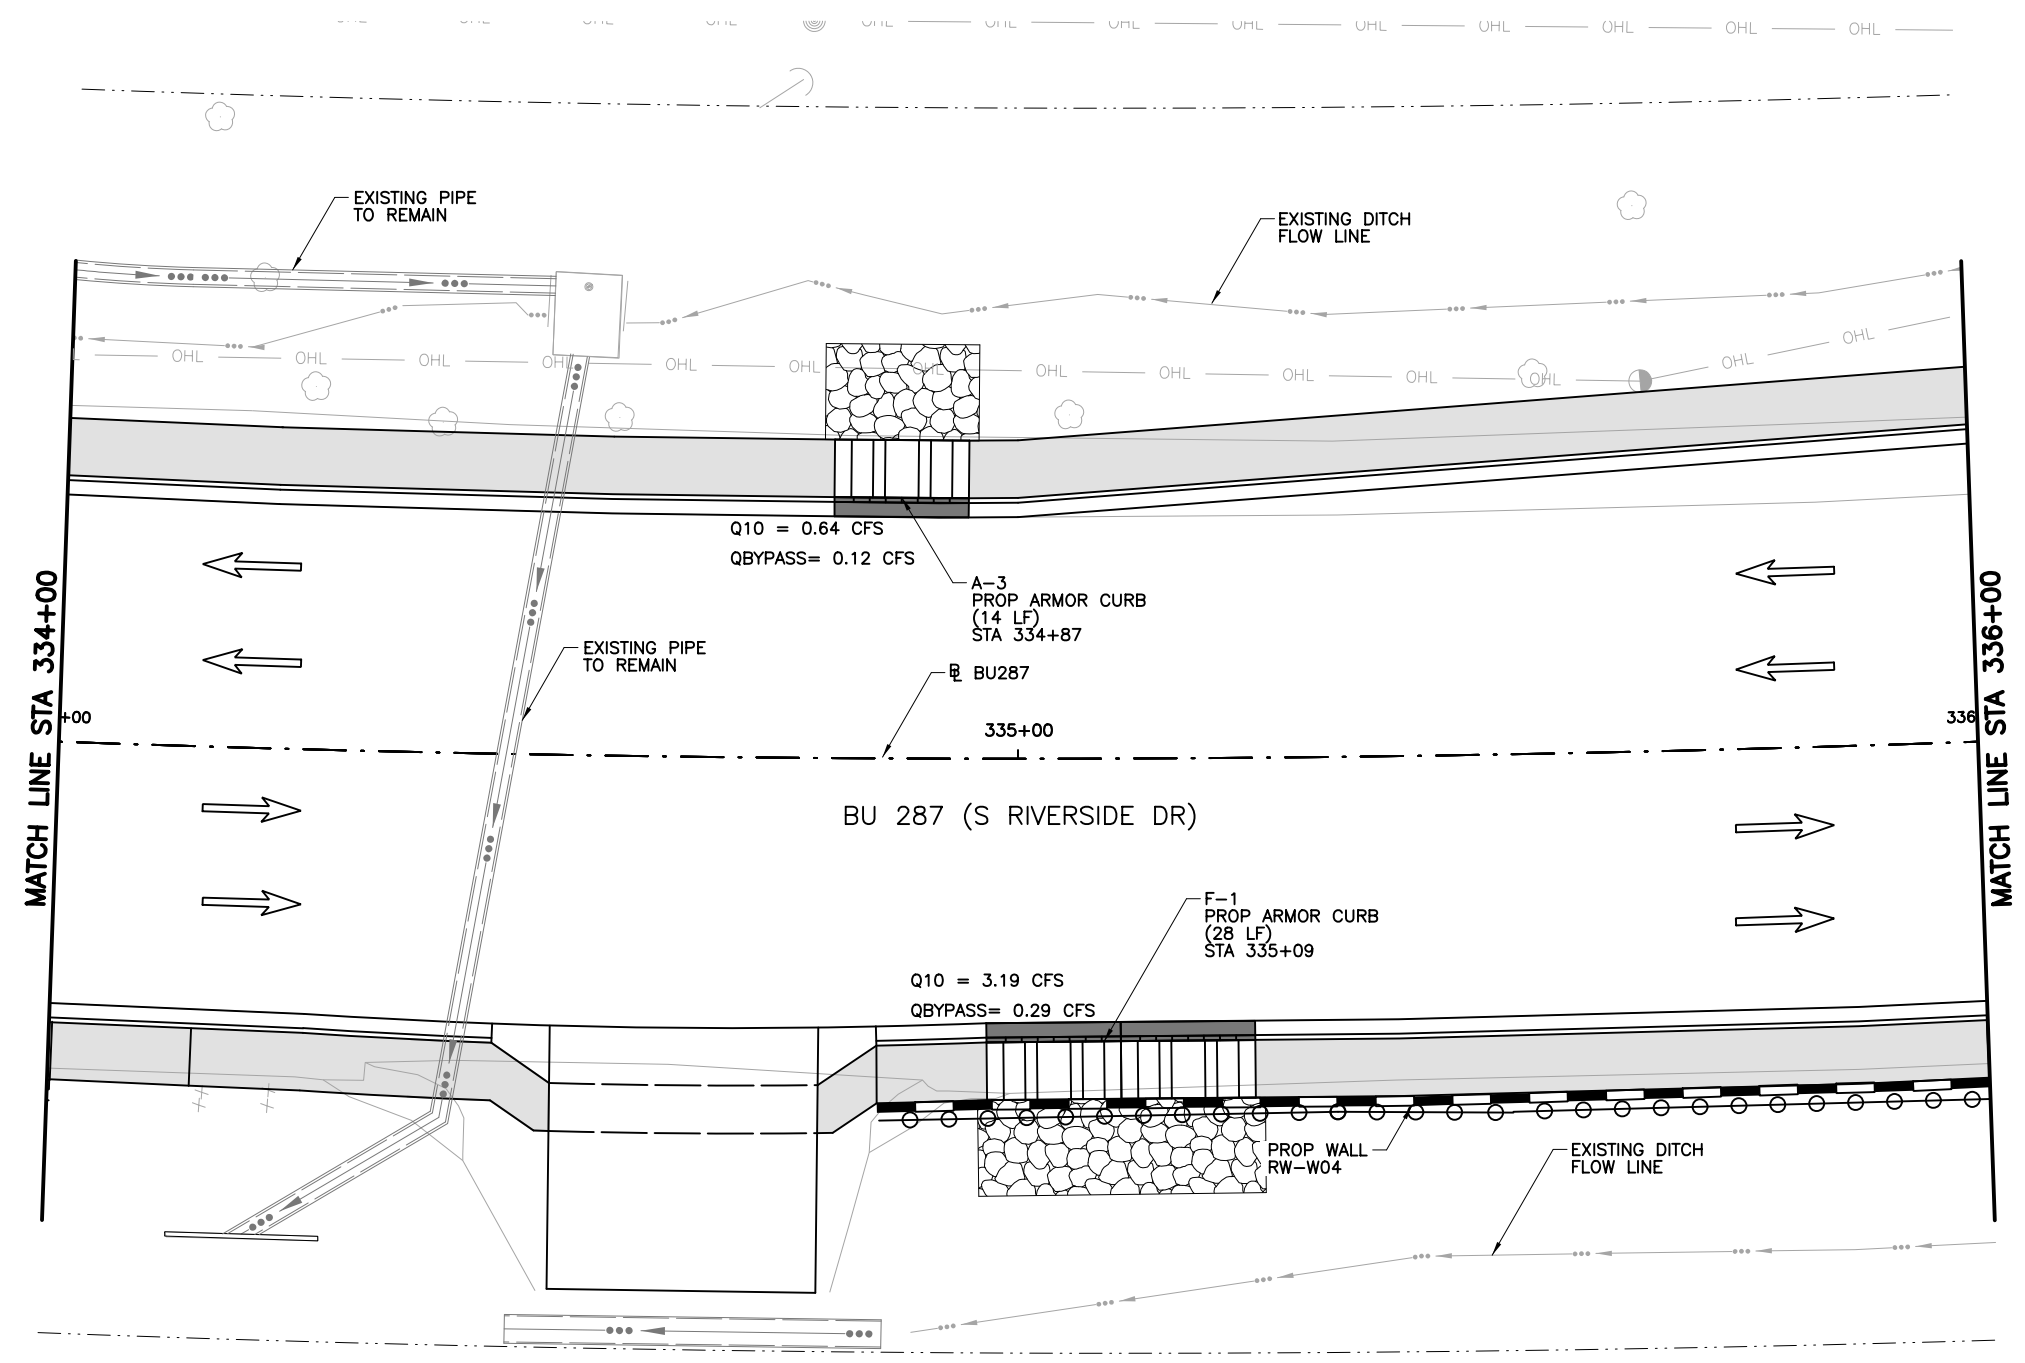 OHL OHL OHL OHL OHL OHL OHL OHL OHL OHL OHL OHL OHL
EXISTING PIPE
TO REMAIN
EXISTING DITCH
FLOW LINE
OHL OHL OHL OHL OHL OHL OHL OHL OHL OHL OHL OHL OHL OHL
Q10 = 0.64 CFS
QBYPASS= 0.12 CFS
A-3
PROP ARMOR CURB
(14 LF)
STA 334+87
EXISTING PIPE
TO REMAIN
BL BU287
MATCH LINE STA 334+00
+00
335+00
336
MATCH LINE STA 336+00
BU 287 (S RIVERSIDE DR)
F-1
PROP ARMOR CURB
(28 LF)
STA 335+09
Q10 = 3.19 CFS
QBYPASS= 0.29 CFS
PROP WALL
RW-W04
EXISTING DITCH
FLOW LINE